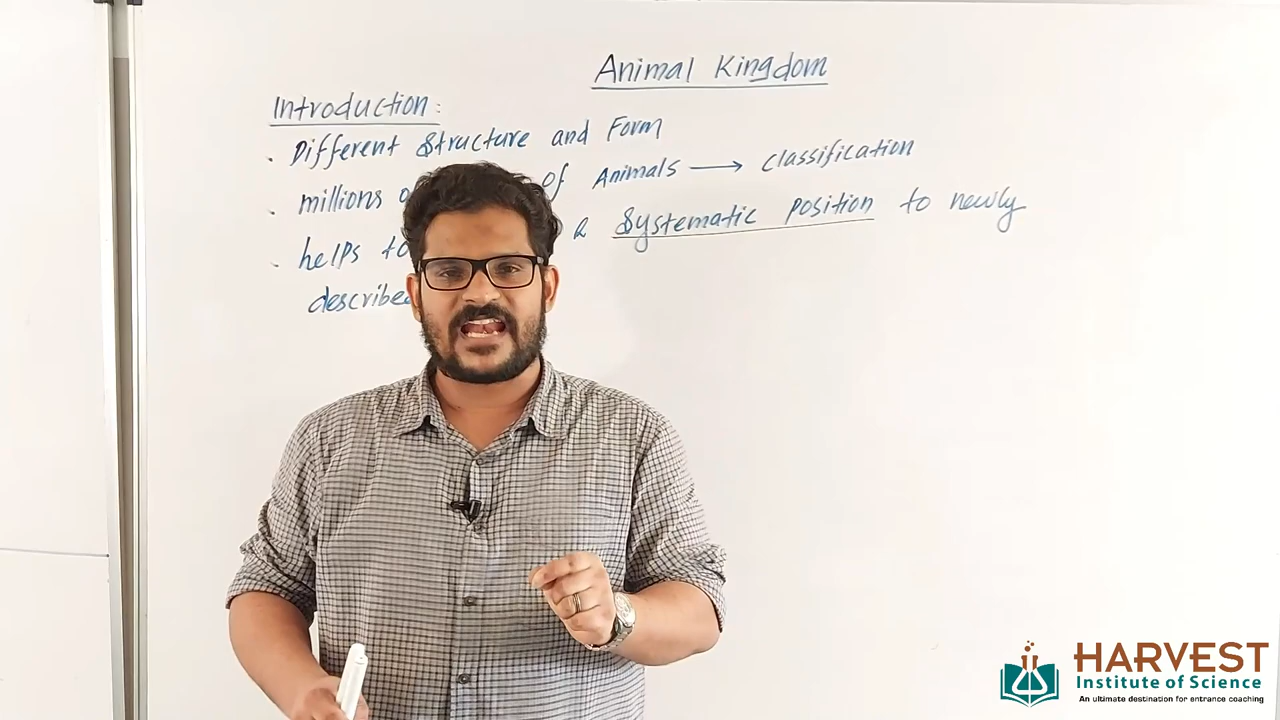 Animal Kingdom
Introduction:
. Different Structure and Form
. millions of Animals → classification
. helps to a Systematic position to newly
described
HARVEST
Institute of Science
An ultimate destination for entrance coaching